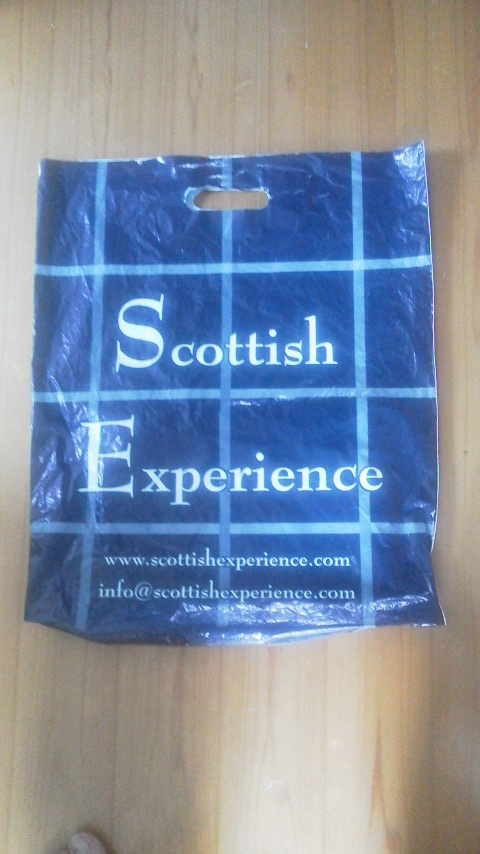 Scottish
Experience
www.scottishexperience.com
info@scottishexperience.com